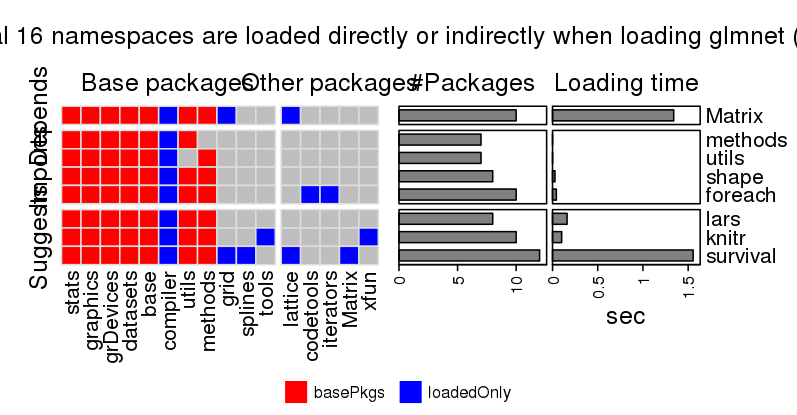 al 16 namespaces are loaded directly or indirectly when loading glmnet (
Base packages Other packages #Packages Loading time
Depends
Imports
Suggests
Matrix
methods
utils
shape
foreach
lars
knitr
survival
stats
graphics
grDevices
datasets
base
compiler
utils
methods
grid
splines
tools
lattice
codetools
iterators
Matrix
xfun
0 5 10
0 0.5 1 1.5
sec
basePkgs loadedOnly